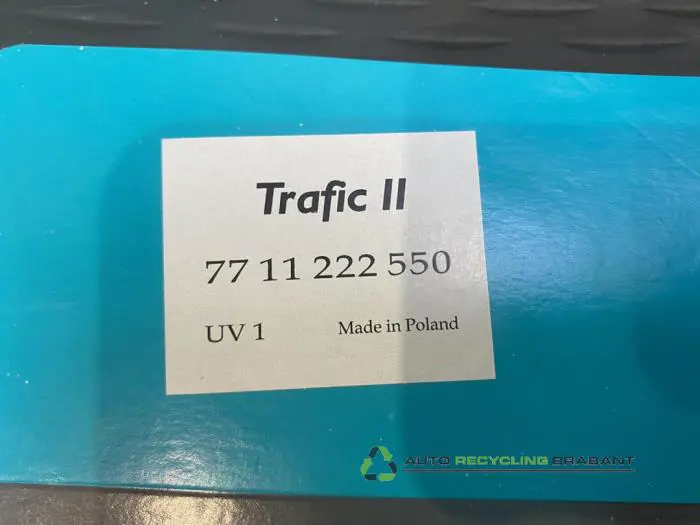 Trafic II
77 11 222 550
UV 1 Made in Poland
AUTO RECYCLING BRABANT